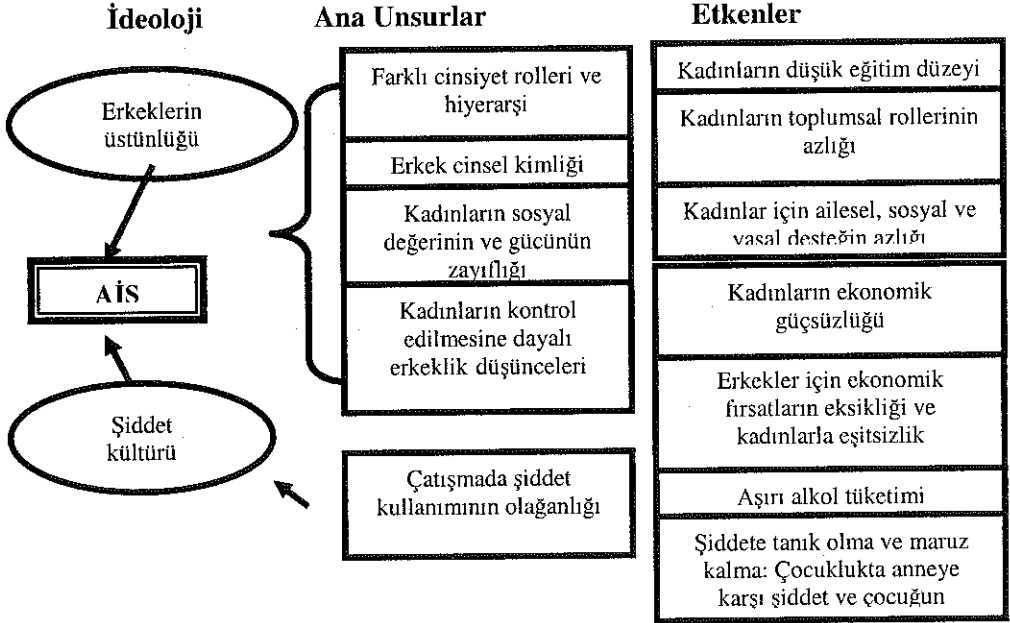 İdeoloji
Ana Unsurlar
Etkenler
Erkeklerin
üstünlüğü
AİS
Şiddet
kültürü
Farklı cinsiyet rolleri ve
hiyerarşi
Erkek cinsel kimliği
Kadınların sosyal
değerinin ve gücünün
zayıflığı
Kadınların kontrol
edilmesine dayalı
erkeklik düşünceleri
Çatışmada şiddet
kullanımının olağanlığı
Kadınların düşük eğitim düzeyi
Kadınların toplumsal rollerinin
azlığı
Kadınlar için ailesel, sosyal ve
yasal desteğin azlığı
Kadınların ekonomik
güçsüzlüğü
Erkekler için ekonomik
fırsatların eksikliği ve
kadınlarla eşitsizlik
Aşırı alkol tüketimi
Şiddete tanık olma ve maruz
kalma: Çocuklukta anneye
karşı şiddet ve çocuğun